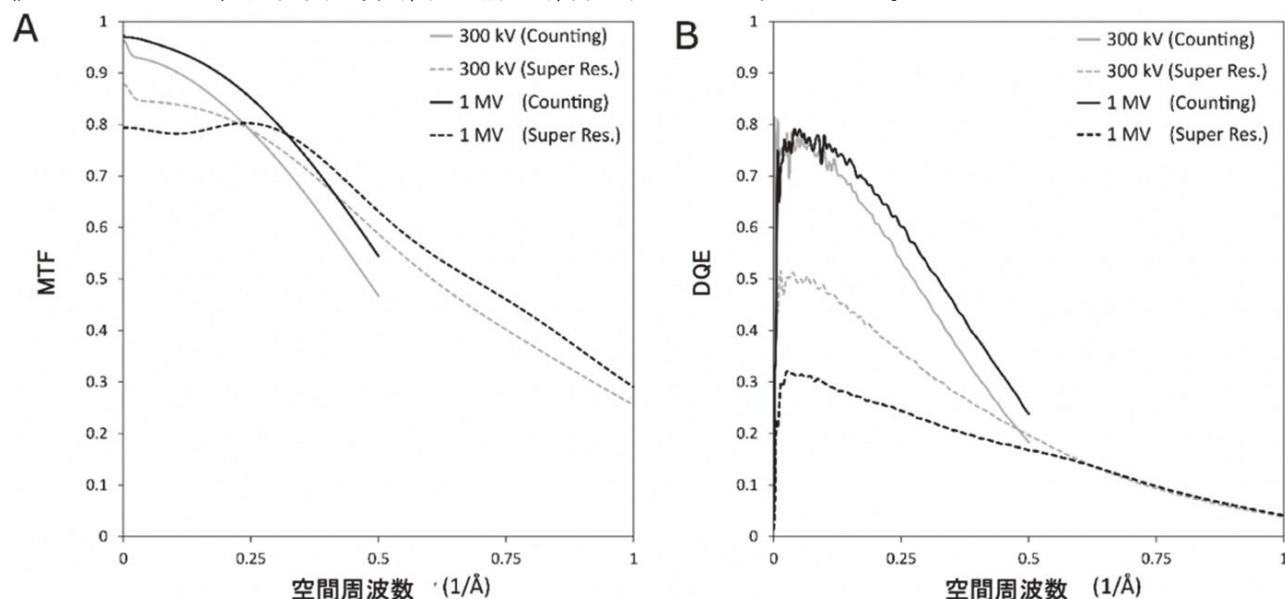 A
1
0.9
0.8
0.7
0.6
0.5
0.4
0.3
0.2
0.1
0
MTF
300 kV (Counting)
300 kV (Super Res.)
1 MV (Counting)
1 MV (Super Res.)
0 0.25 0.5 0.75 1
空間周波数 (1/Å)
B
1
0.9
0.8
0.7
0.6
0.5
0.4
0.3
0.2
0.1
0
DQE
300 kV (Counting)
300 kV (Super Res.)
1 MV (Counting)
1 MV (Super Res.)
0 0.25 0.5 0.75 1
空間周波数 (1/Å)